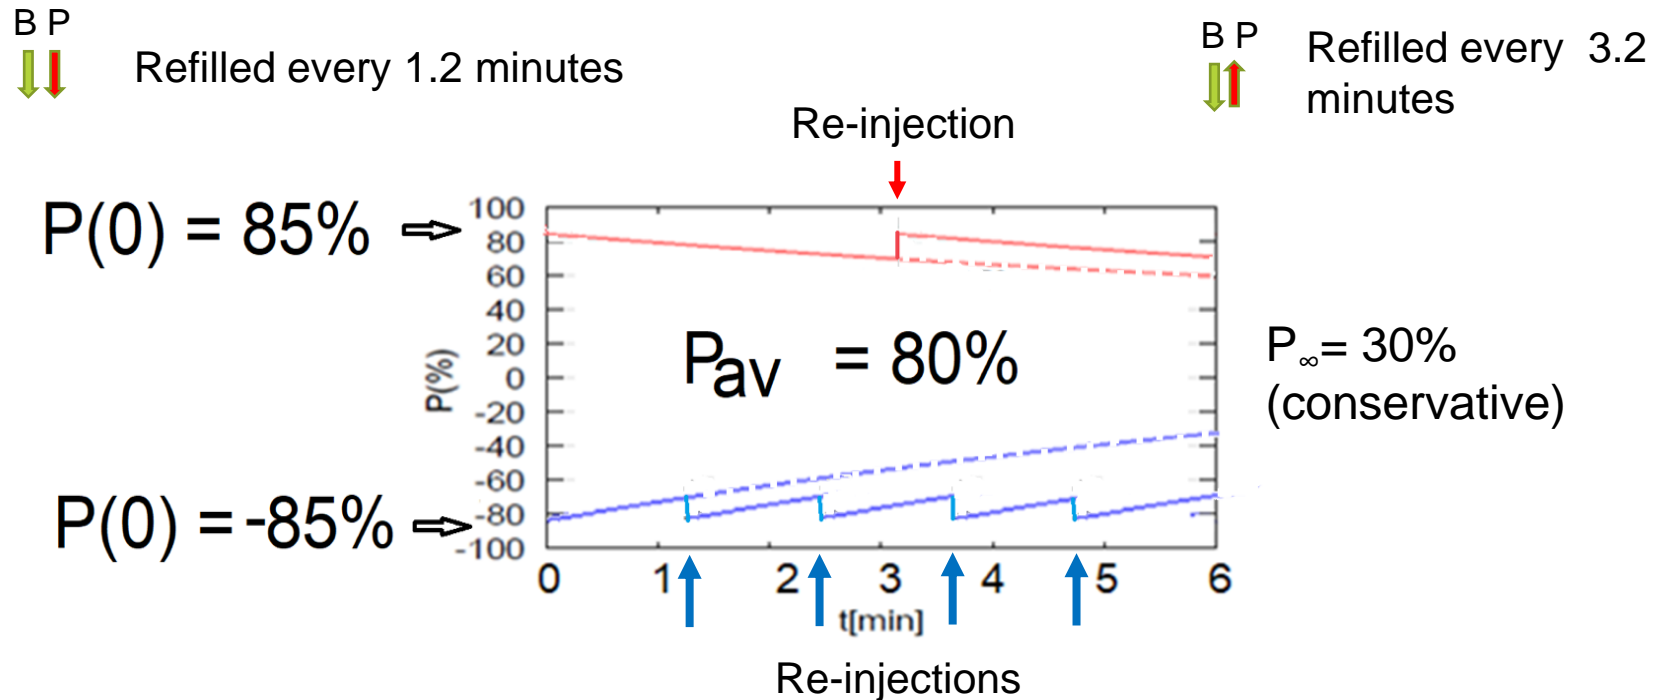 B P
Refilled every 1.2 minutes
B P
Refilled every 3.2
minutes
Re-injection
P(0) = 85%
P(0) = -85%
100
80
60
40
20
0
-20
-40
-60
-80
-100
P(%)
Pav = 80%
P∞= 30%
(conservative)
0 1 2 3 4 5 6
t[min]
Re-injections